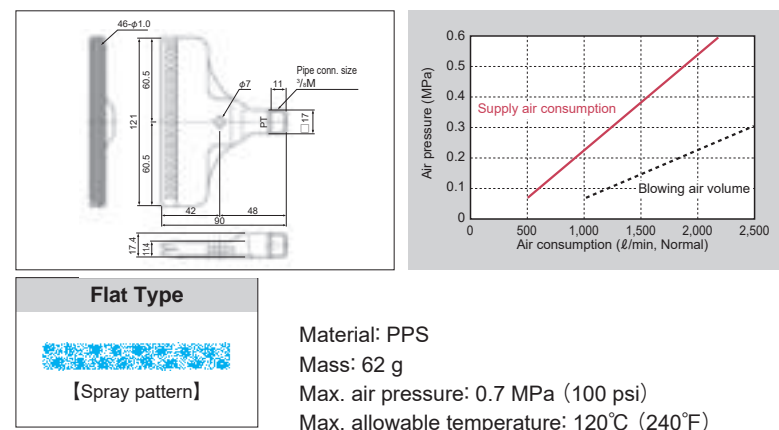 46-φ1.0
60.5
121
60.5
φ7
Pipe conn. size
3/8M
11
PT
□17
42
48
90
17.4
11.4
0.6
0.5
0.4
0.3
0.2
0.1
0
Air pressure (MPa)
Supply air consumption
Blowing air volume
0 500 1,000 1,500 2,000 2,500
Air consumption (ℓ/min, Normal)
Flat Type
【Spray pattern】
Material: PPS
Mass: 62 g
Max. air pressure: 0.7 MPa（100 psi）
Max. allowable temperature: 120℃（240℉）